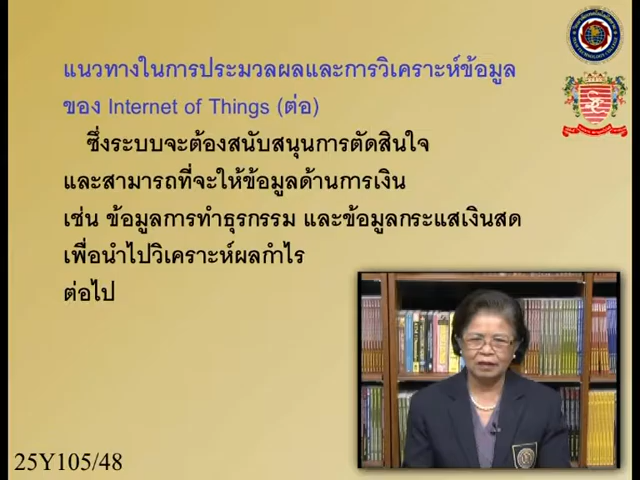 แนวทางในการประมวลผลและการวิเคราะห์ข้อมูล
ของ Internet of Things (ต่อ)
ซึ่งระบบจะต้องสนับสนุนการตัดสินใจ
และสามารถที่จะให้ข้อมูลด้านการเงิน
เช่น ข้อมูลการทำธุรกรรม และข้อมูลกระแสเงินสด
เพื่อนำไปวิเคราะห์ผลกำไร
ต่อไป
25Y105/48